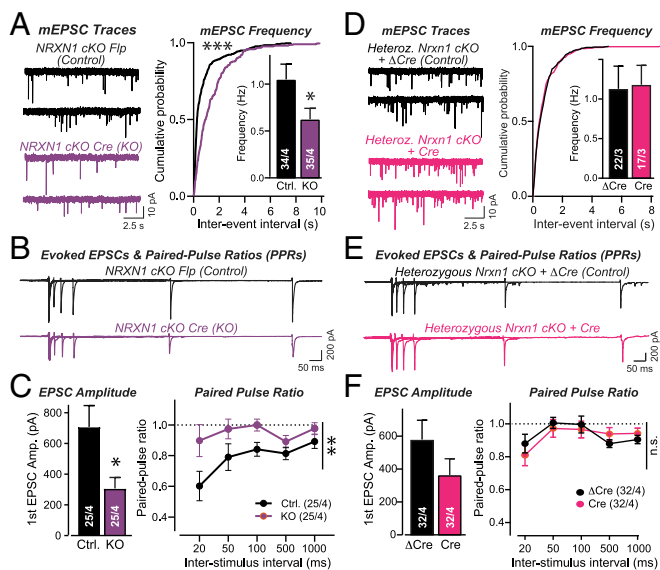 A
mEPSC Traces
NRXN1 cKO Flp
(Control)
NRXN1 cKO Cre (KO)
2.5 s
10 pA
mEPSC Frequency
Cumulative probability
1.0
0.5
0.0
***
Frequency (Hz)
1.0
0.5
0.0
*
34/4
35/4
Ctrl. KO
0 2 4 6 8 10
Inter-event interval (s)
D
mEPSC Traces
Heteroz. Nrxn1 cKO
+ ΔCre (Control)
Heteroz. Nrxn1 cKO
+ Cre
2.5 s
10 pA
mEPSC Frequency
Cumulative probability
1.0
0.5
0.0
Frequency (Hz)
1.5
1.0
0.5
0.0
22/3
17/3
ΔCre Cre
0 2 4 6 8
Inter-event interval (s)
B
Evoked EPSCs & Paired-Pulse Ratios (PPRs)
NRXN1 cKO Flp (Control)
NRXN1 cKO Cre (KO)
200 pA
50 ms
E
Evoked EPSCs & Paired-Pulse Ratios (PPRs)
Heterozygous Nrxn1 cKO + ΔCre (Control)
Heterozygous Nrxn1 cKO + Cre
200 pA
50 ms
C
EPSC Amplitude
1st EPSC Amp. (pA)
800
600
400
200
0
*
25/4
25/4
Ctrl. KO
Paired Pulse Ratio
Paired-pulse ratio
1.0
0.8
0.6
0.4
**
Ctrl. (25/4)
KO (25/4)
20 50 100 500 1000
Inter-stimulus interval (ms)
F
EPSC Amplitude
1st EPSC Amp. (pA)
800
600
400
200
0
32/4
32/4
ΔCre Cre
Paired Pulse Ratio
Paired-pulse ratio
1.0
0.8
0.6
0.4
n.s.
ΔCre (32/4)
Cre (32/4)
20 50 100 500 1000
Inter-stimulus interval (ms)